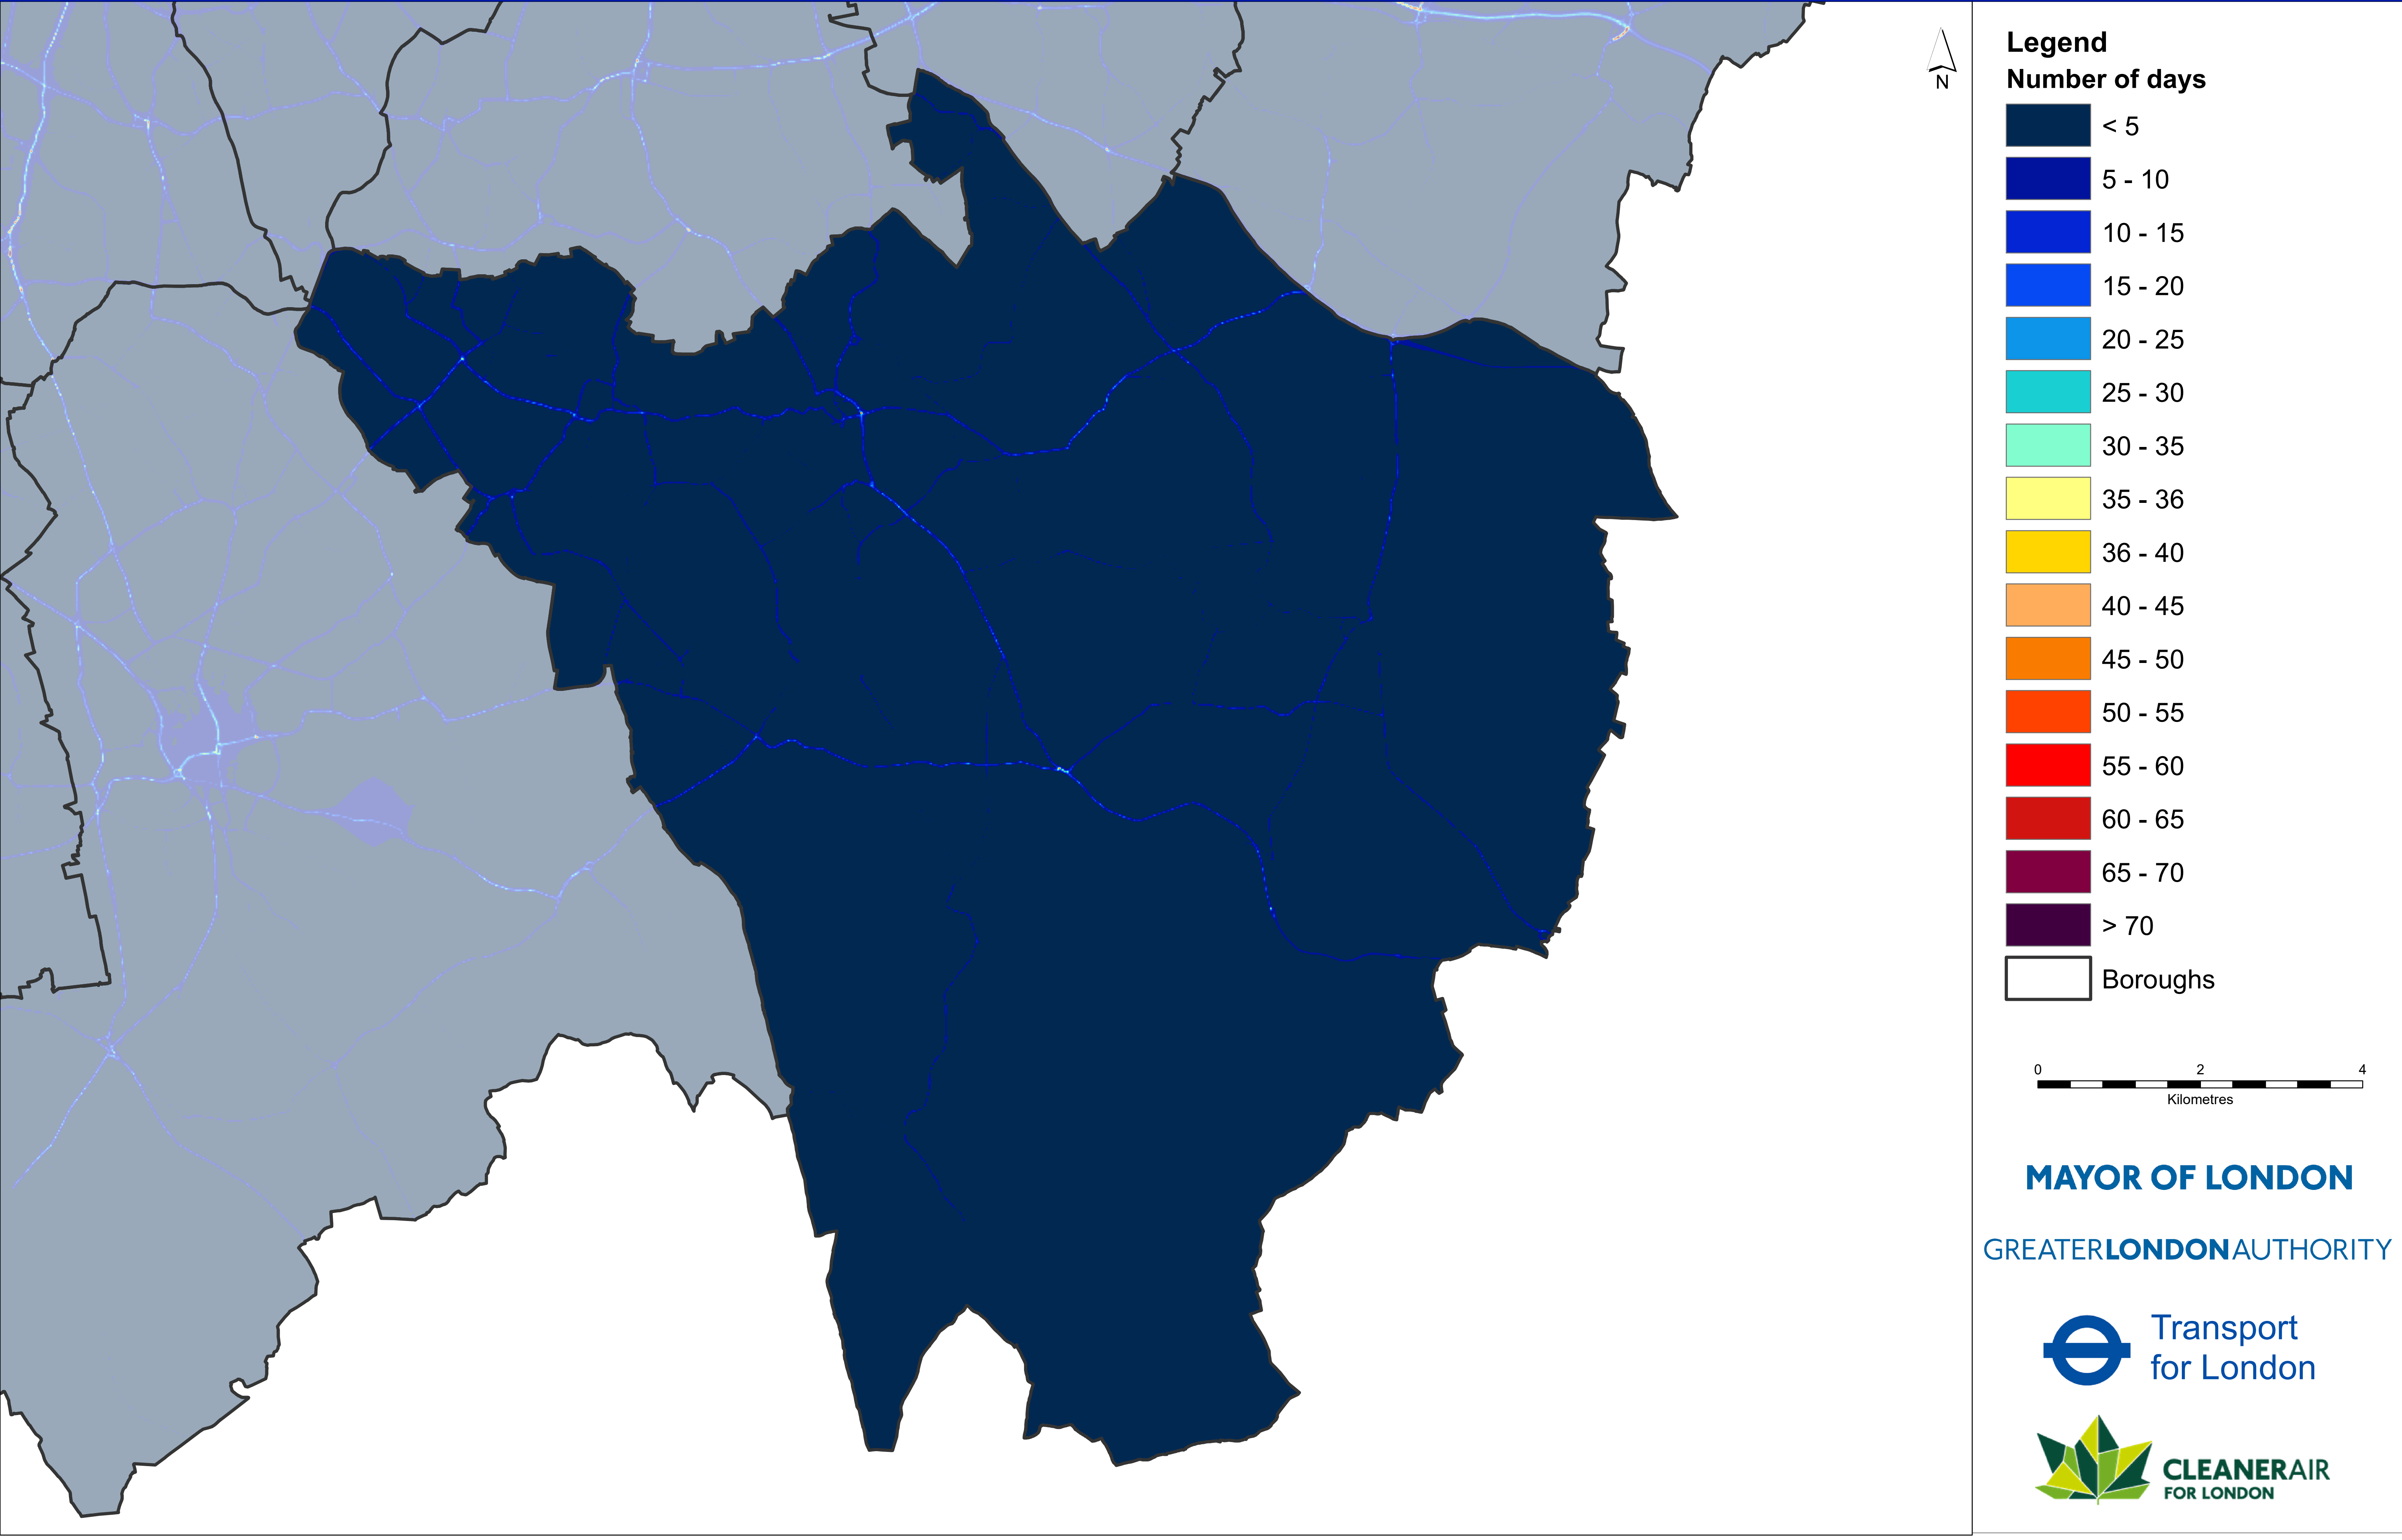 N
Legend
Number of days
< 5
5 - 10
10 - 15
15 - 20
20 - 25
25 - 30
30 - 35
35 - 36
36 - 40
40 - 45
45 - 50
50 - 55
55 - 60
60 - 65
65 - 70
> 70
Boroughs
0 2 4
Kilometres
MAYOR OF LONDON
GREATERLONDONAUTHORITY
Transport
for London
CLEANERAIR
FOR LONDON